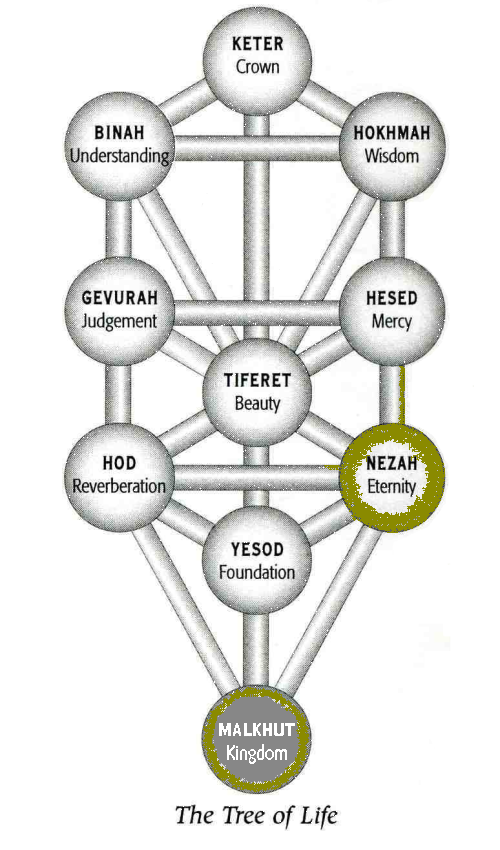 KETER
Crown
BINAH
Understanding
HOKHMAH
Wisdom
GEVURAH
Judgement
HESED
Mercy
TIFERET
Beauty
HOD
Reverberation
NEZAH
Eternity
YESOD
Foundation
MALKHUT
Kingdom
The Tree of Life